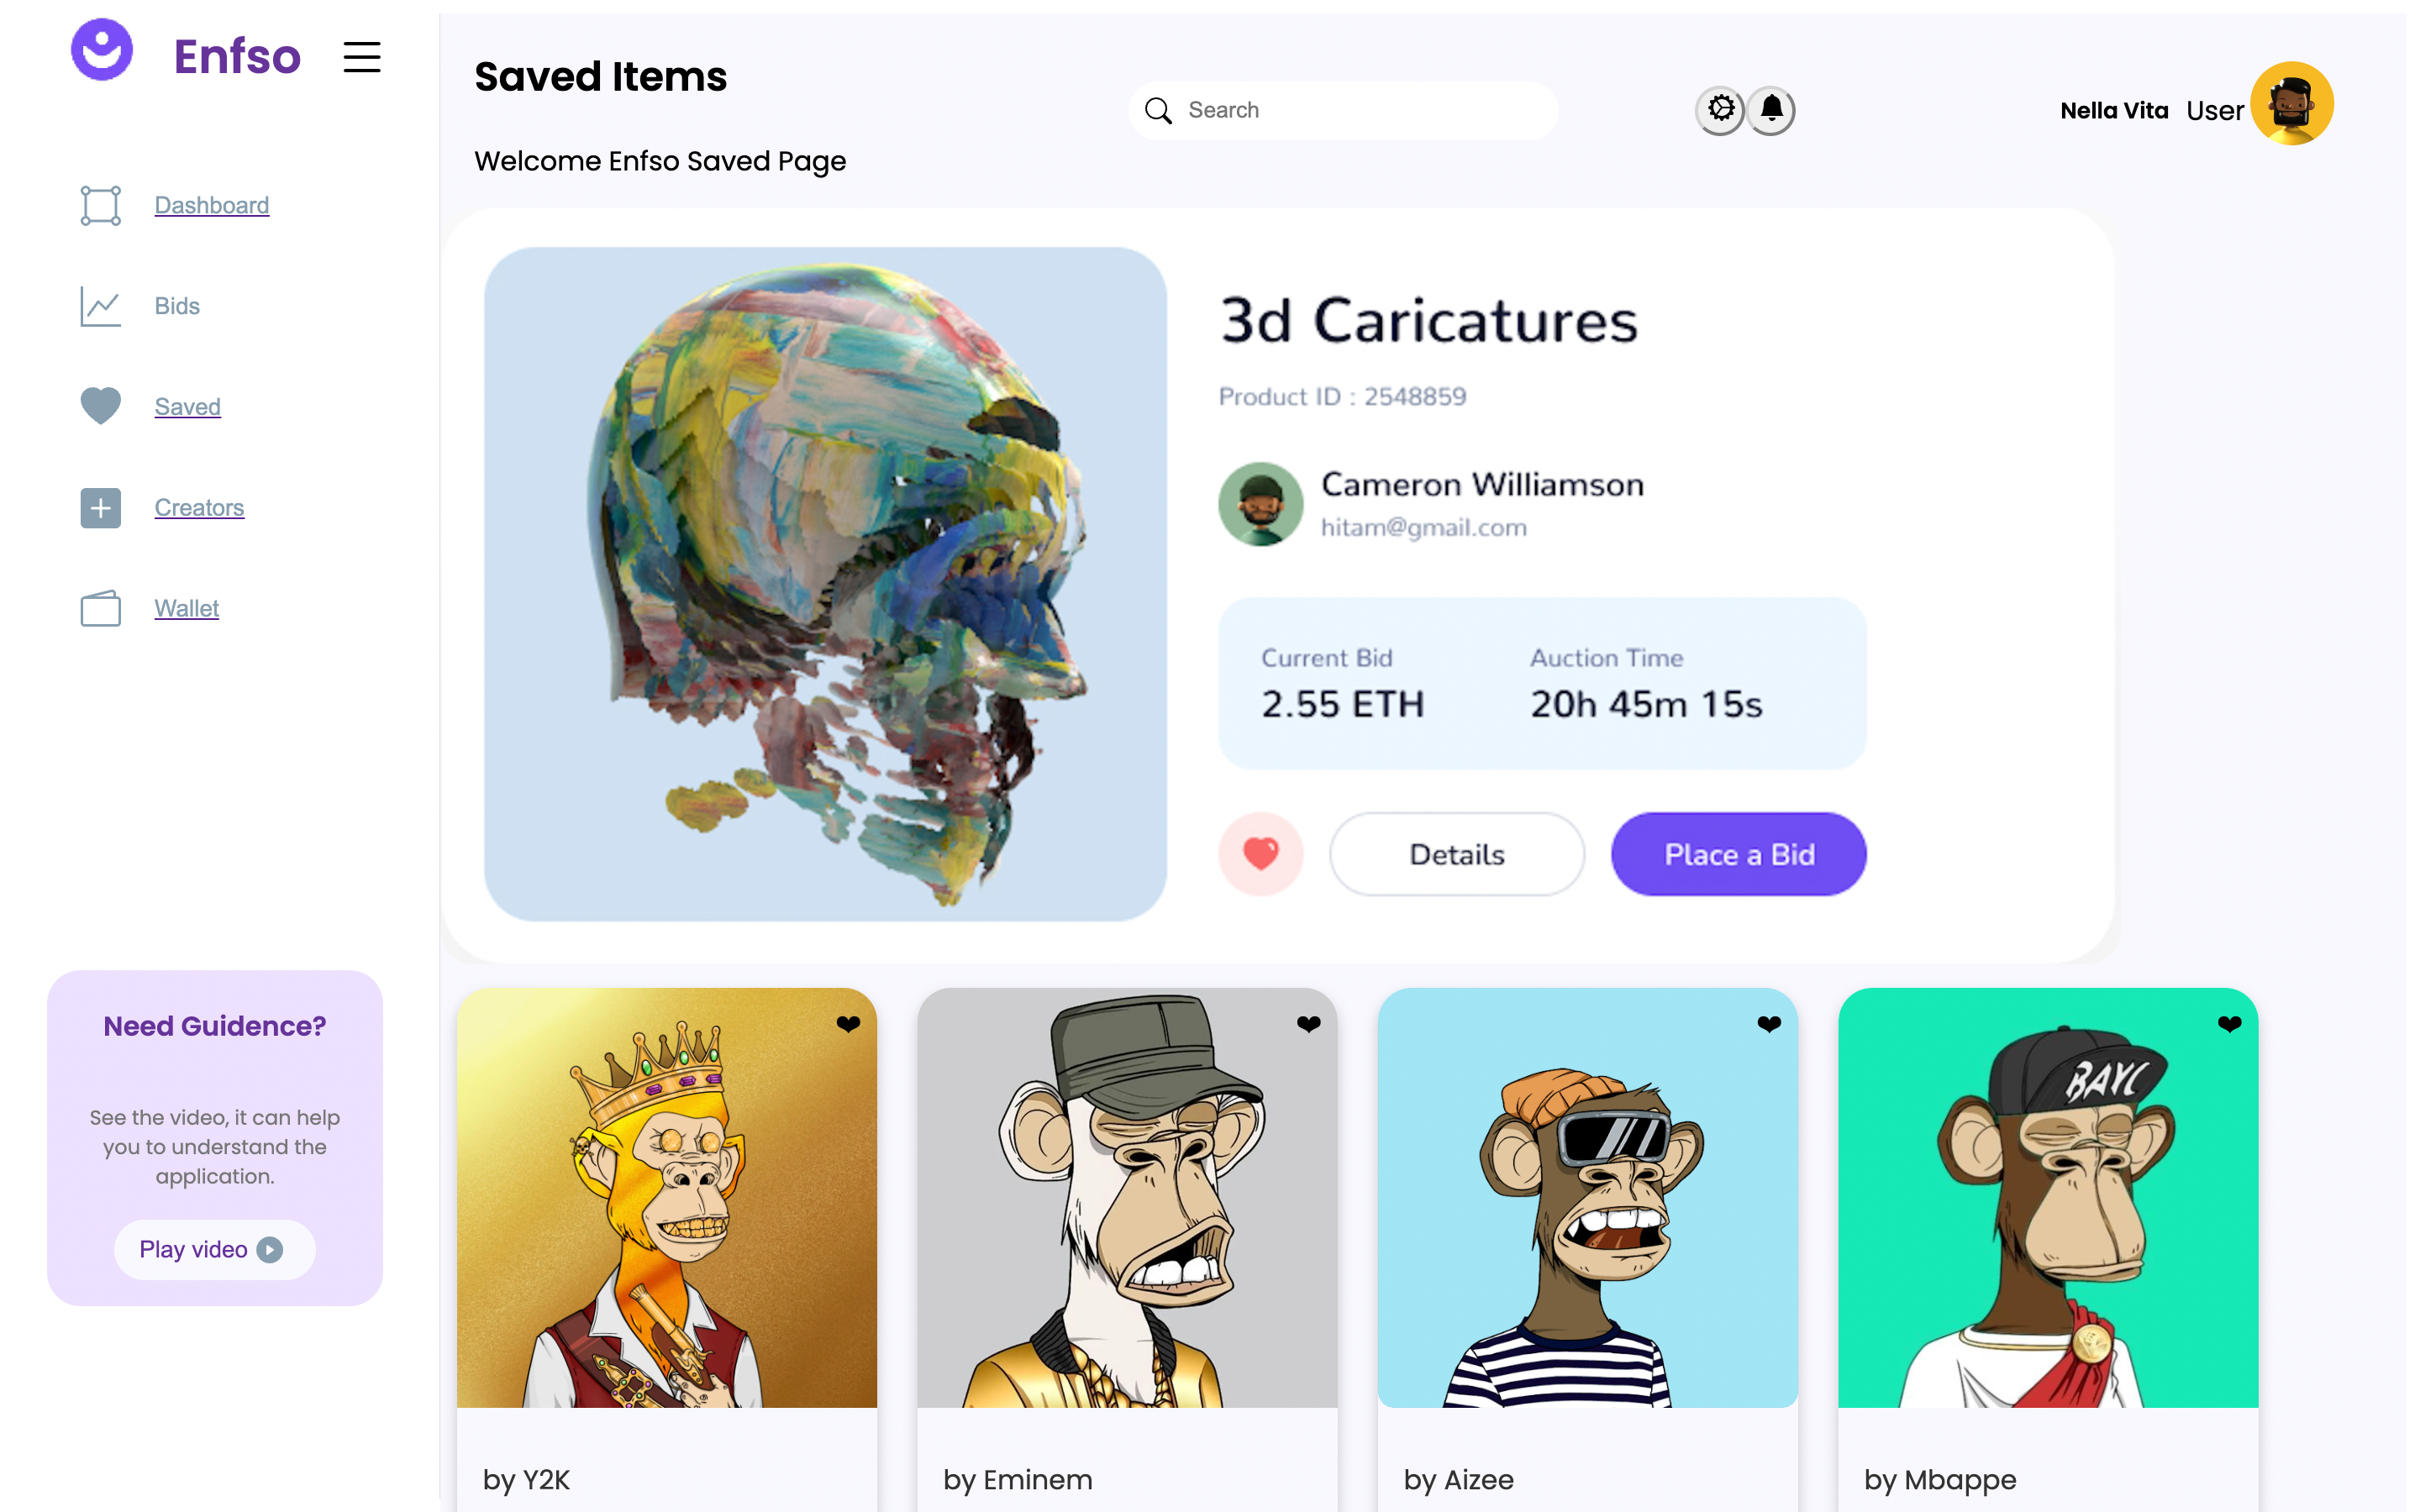 Enfso
Saved Items
Search
Nella Vita User
Welcome Enfso Saved Page
Dashboard
Bids
Saved
Creators
Wallet
3d Caricatures
Product ID : 2548859
Cameron Williamson
hitam@gmail.com
Current Bid Auction Time
2.55 ETH 20h 45m 15s
Details Place a Bid
Need Guidence?
See the video, it can help
you to understand the
application.
Play video
BAYC
by Y2K
by Eminem
by Aizee
by Mbappe